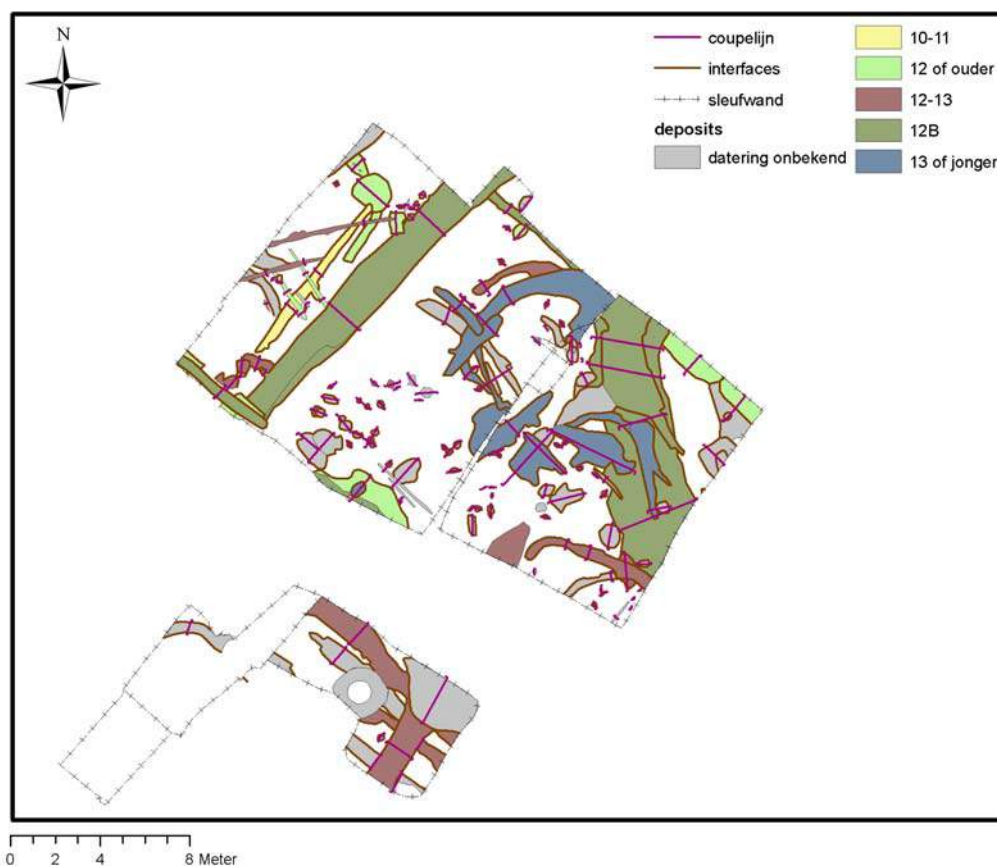 N
coupelijn
interfaces
sleufwand
deposits
datering onbekend
10-11
12 of ouder
12-13
12B
13 of jonger
0 2 4 8 Meter